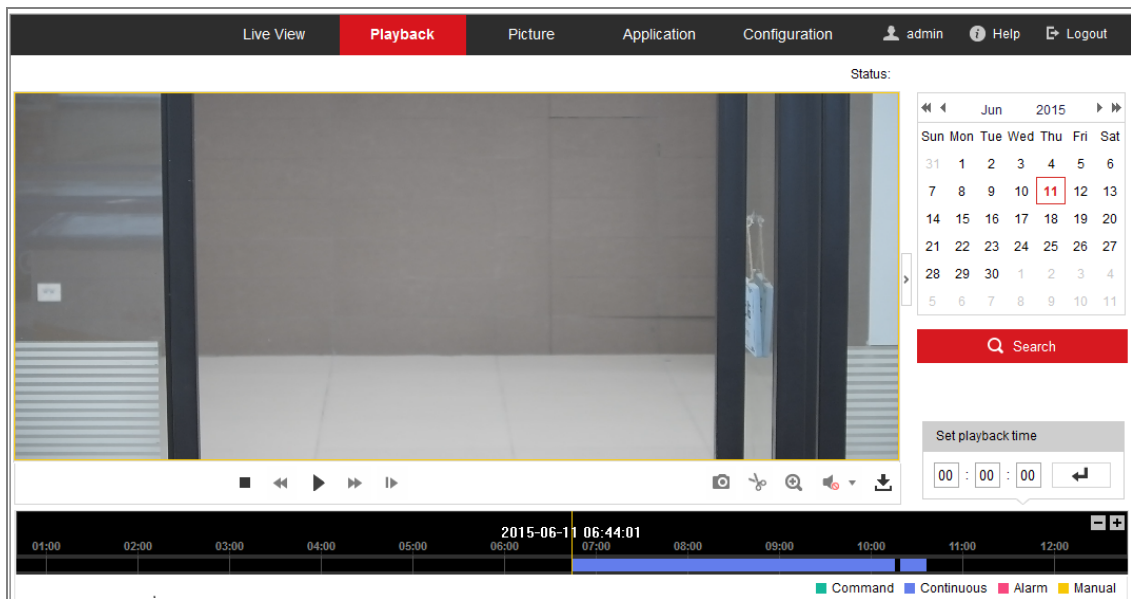 Live View Playback Picture Application Configuration admin Help Logout
Status:
Jun 2015
Sun Mon Tue Wed Thu Fri Sat
31 1 2 3 4 5 6
7 8 9 10 11 12 13
14 15 16 17 18 19 20
21 22 23 24 25 26 27
28 29 30 1 2 3 4
5 6 7 8 9 10 11
Search
Set playback time
00 : 00 : 00
2015-06-11 06:44:01
01:00 02:00 03:00 04:00 05:00 06:00 07:00 08:00 09:00 10:00 11:00 12:00
Command Continuous Alarm Manual